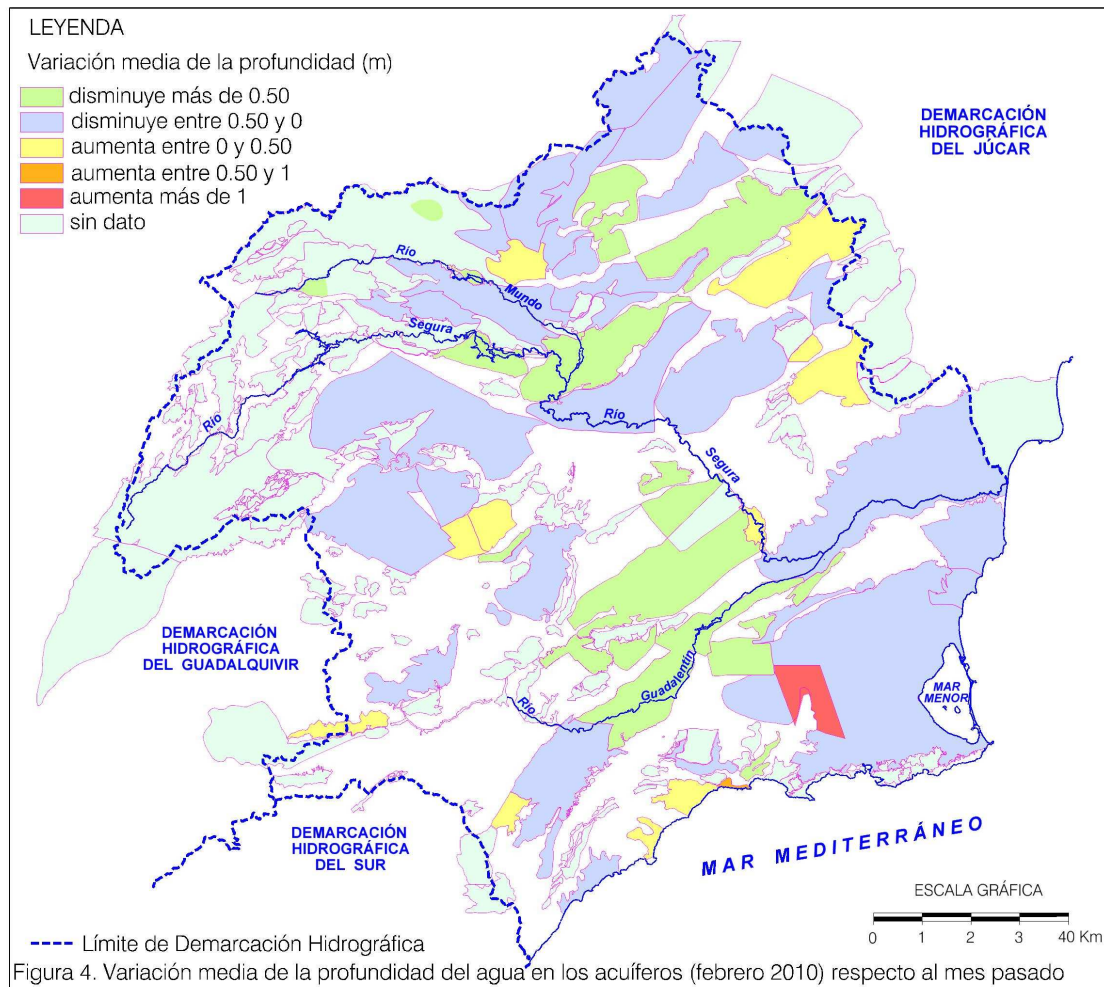 LEYENDA
Variación media de la profundidad (m)
disminuye más de 0.50
disminuye entre 0.50 y 0
aumenta entre 0 y 0.50
aumenta entre 0.50 y 1
aumenta más de 1
sin dato
DEMARCACIÓN
HIDROGRÁFICA
DEL JÚCAR
Río
Mundo
Segura
Río
Río
Segura
DEMARCACIÓN
HIDROGRÁFICA
DEL GUADALQUIVIR
Río
Guadalentín
MAR
MENOR
DEMARCACIÓN
HIDROGRÁFICA
DEL SUR
MAR MEDITERRÁNEO
ESCALA GRÁFICA
0 1 2 3 40 Km
Límite de Demarcación Hidrográfica
Figura 4. Variación media de la profundidad del agua en los acuíferos (febrero 2010) respecto al mes pasado